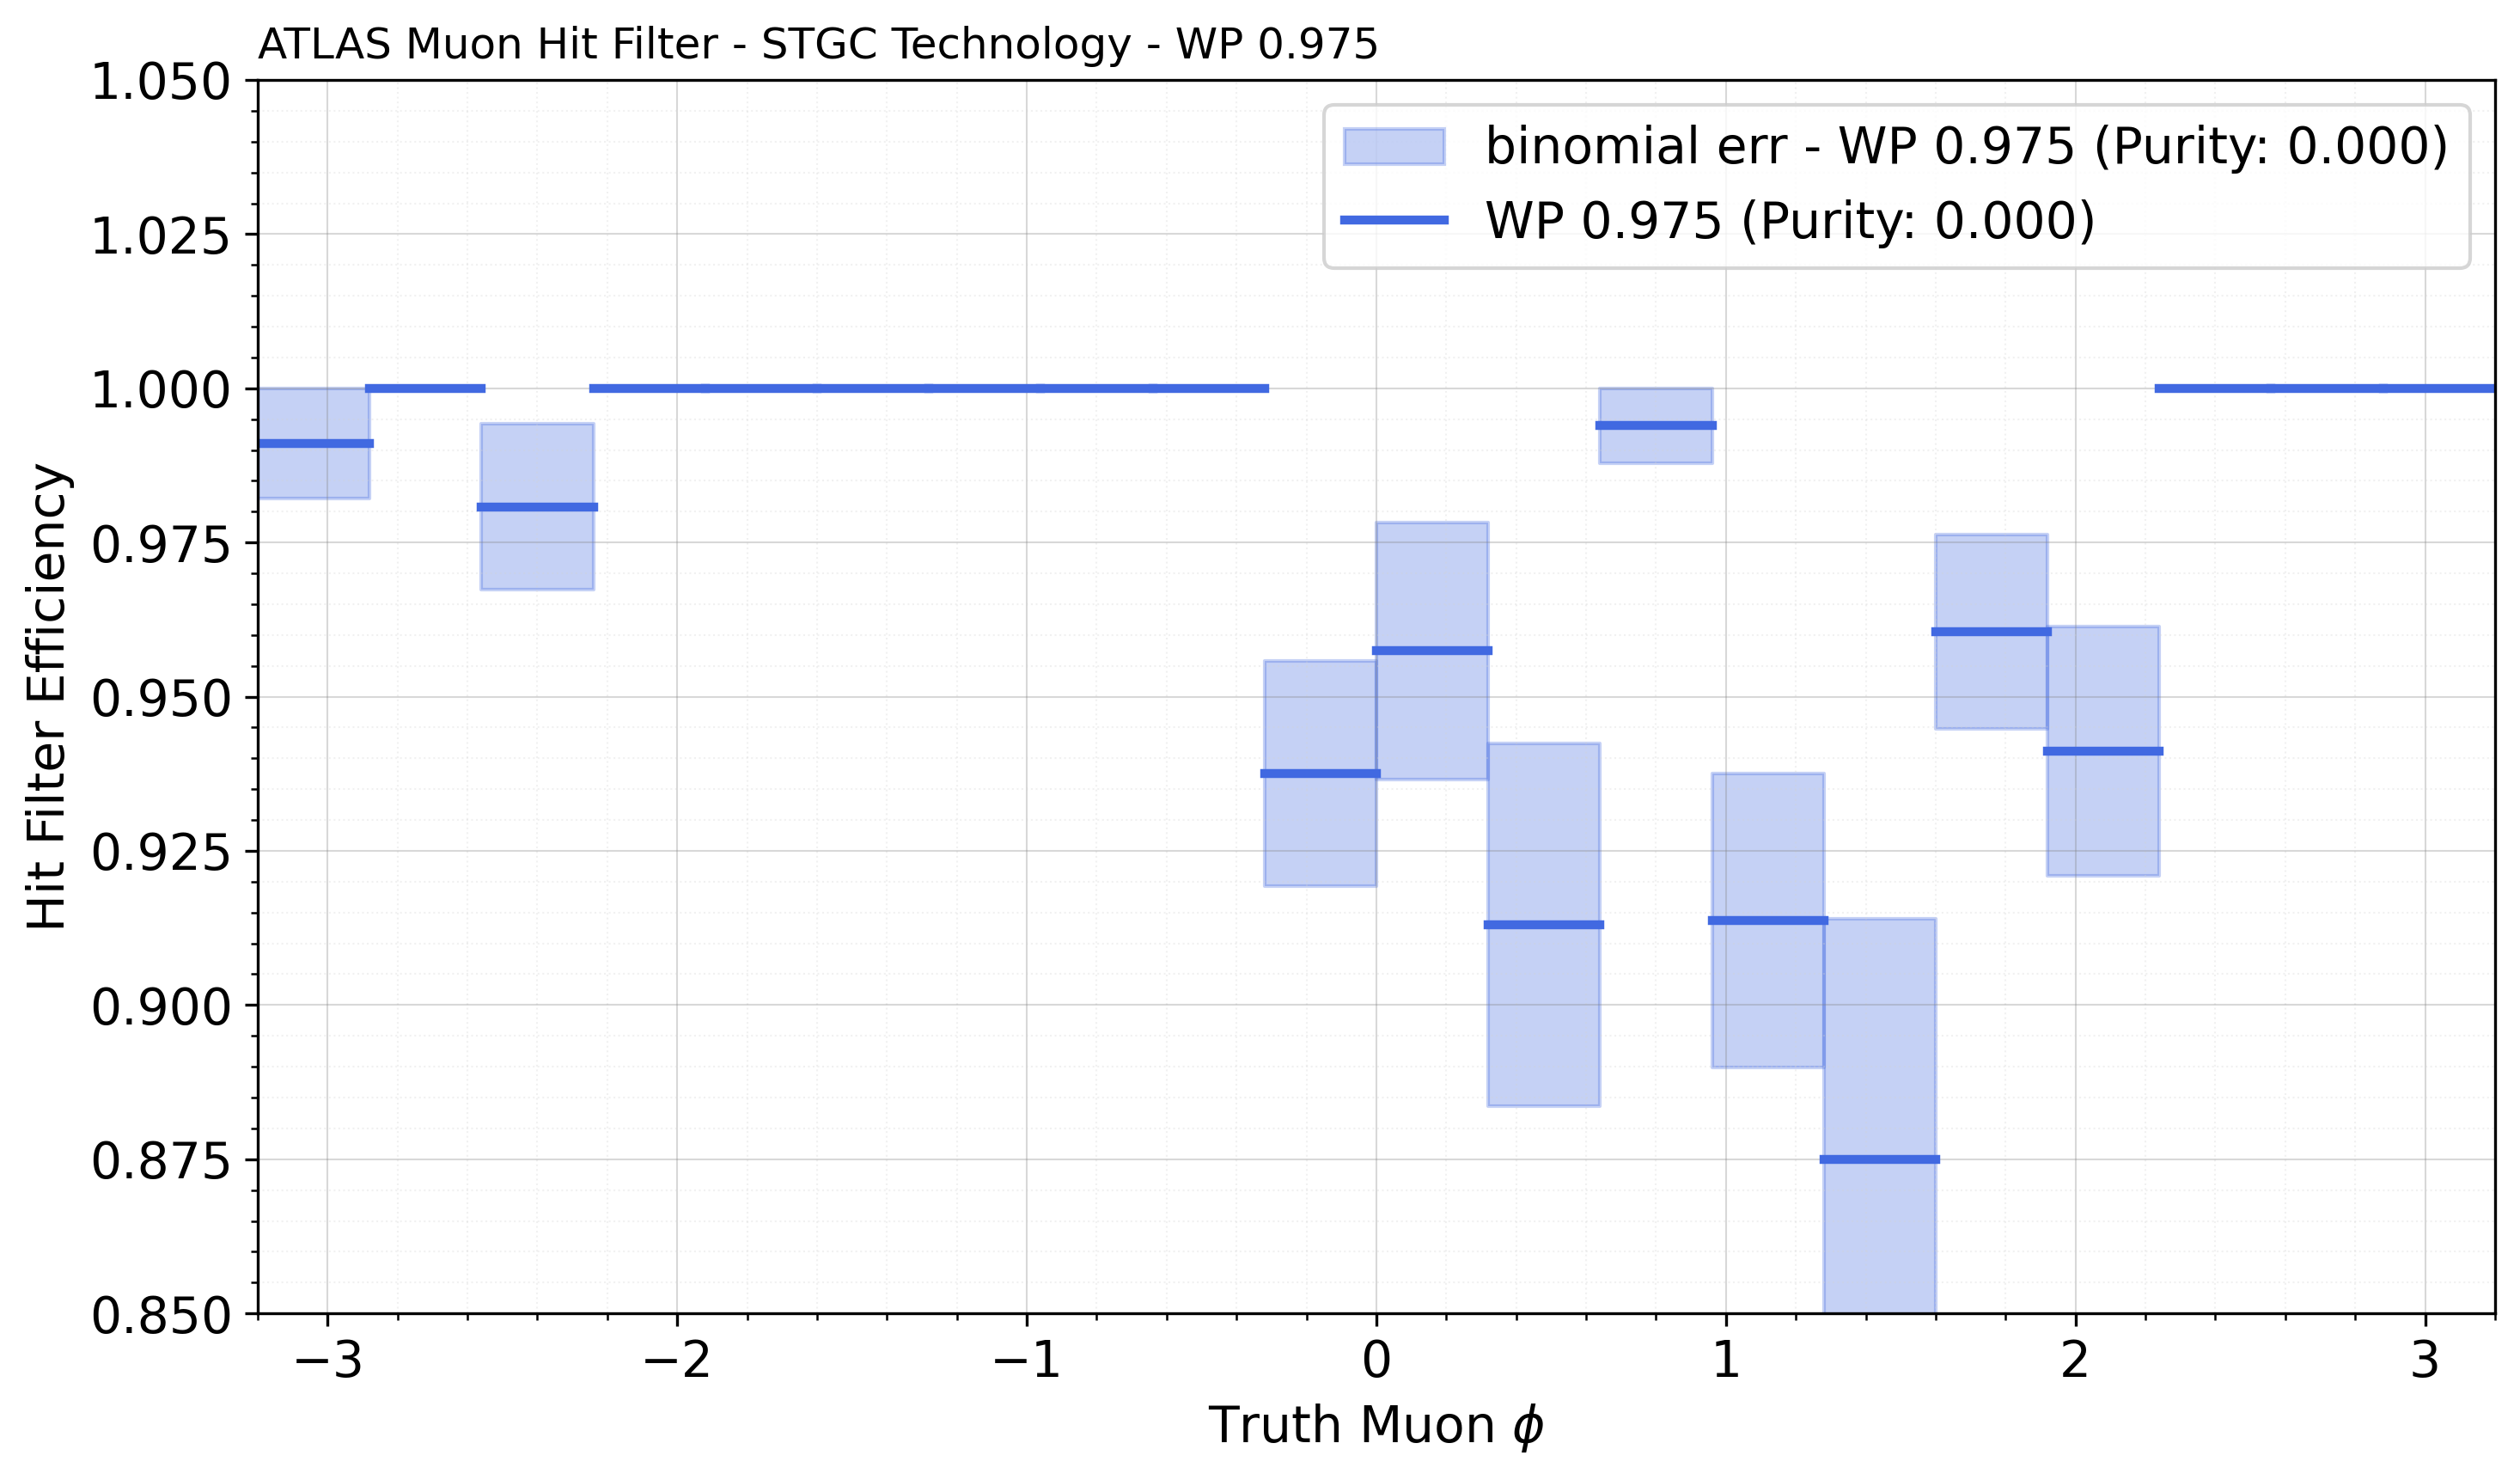 ATLAS Muon Hit Filter - STGC Technology - WP 0.975
1.050
1.025
1.000
0.975
0.950
0.925
0.900
0.875
0.850
Hit Filter Efficiency
binomial err - WP 0.975 (Purity: 0.000)
WP 0.975 (Purity: 0.000)
−3 −2 −1 0 1 2 3
Truth Muon ϕ